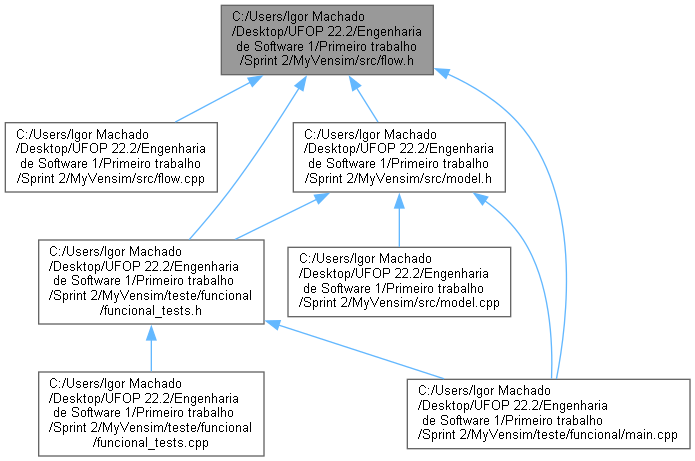 C:/Users/Igor Machado
/Desktop/UFOP 22.2/Engenharia
de Software 1/Primeiro trabalho
/Sprint 2/MyVensim/src/flow.h
C:/Users/Igor Machado
/Desktop/UFOP 22.2/Engenharia
de Software 1/Primeiro trabalho
/Sprint 2/MyVensim/src/flow.cpp
C:/Users/Igor Machado
/Desktop/UFOP 22.2/Engenharia
de Software 1/Primeiro trabalho
/Sprint 2/MyVensim/src/model.h
C:/Users/Igor Machado
/Desktop/UFOP 22.2/Engenharia
de Software 1/Primeiro trabalho
/Sprint 2/MyVensim/teste/funcional
/funcional_tests.h
C:/Users/Igor Machado
/Desktop/UFOP 22.2/Engenharia
de Software 1/Primeiro trabalho
/Sprint 2/MyVensim/src/model.cpp
C:/Users/Igor Machado
/Desktop/UFOP 22.2/Engenharia
de Software 1/Primeiro trabalho
/Sprint 2/MyVensim/teste/funcional
/funcional_tests.cpp
C:/Users/Igor Machado
/Desktop/UFOP 22.2/Engenharia
de Software 1/Primeiro trabalho
/Sprint 2/MyVensim/teste/funcional/main.cpp